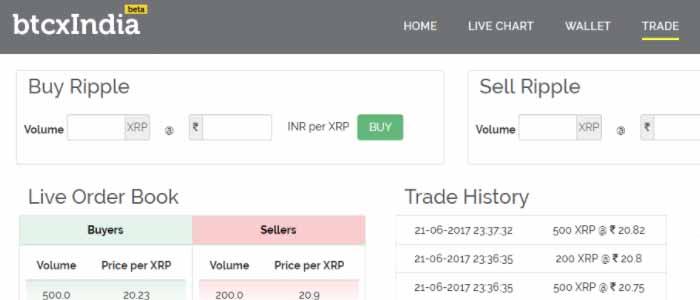 btcxIndia beta
HOME LIVE CHART WALLET TRADE
Buy Ripple
Volume XRP @ ₹ INR per XRP BUY
Sell Ripple
Volume XRP @ ₹
Live Order Book
Buyers Sellers
Volume Price per XRP Volume Price per XRP
500.0 20.23 200.0 20.9
Trade History
21-06-2017 23:37:32 500 XRP @ ₹ 20.82
21-06-2017 23:36:35 200 XRP @ ₹ 20.8
21-06-2017 23:36:35 500 XRP @ ₹ 20.75